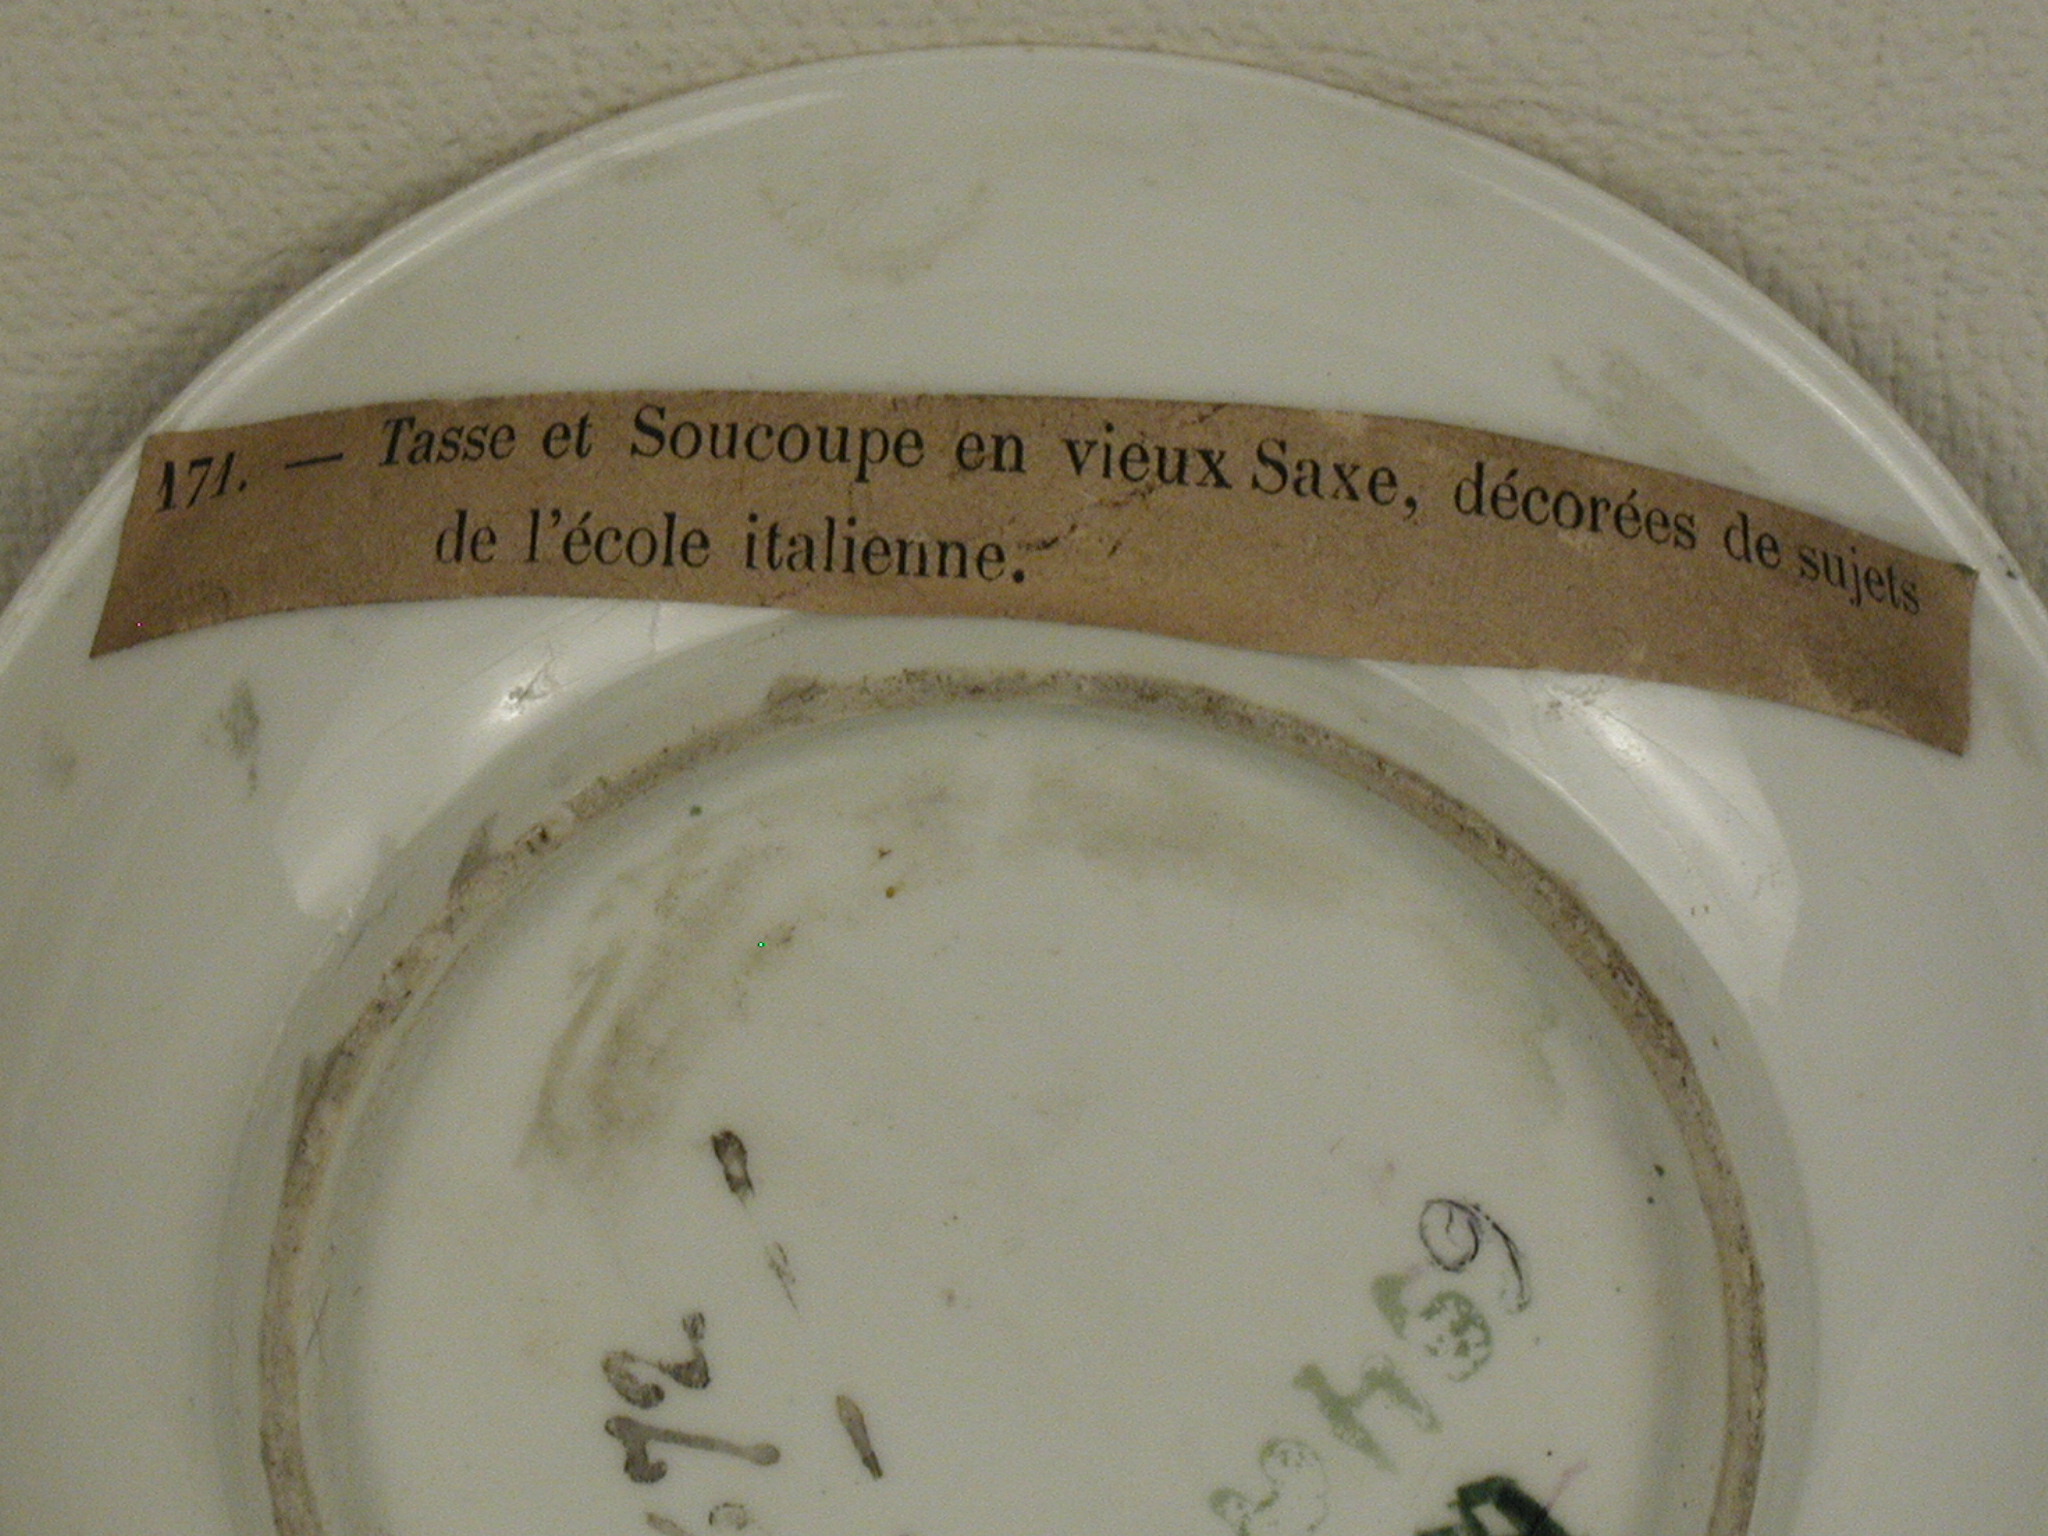 171. — Tasse et Soucoupe en vieux Saxe, décorées de sujets
de l'école italienne.